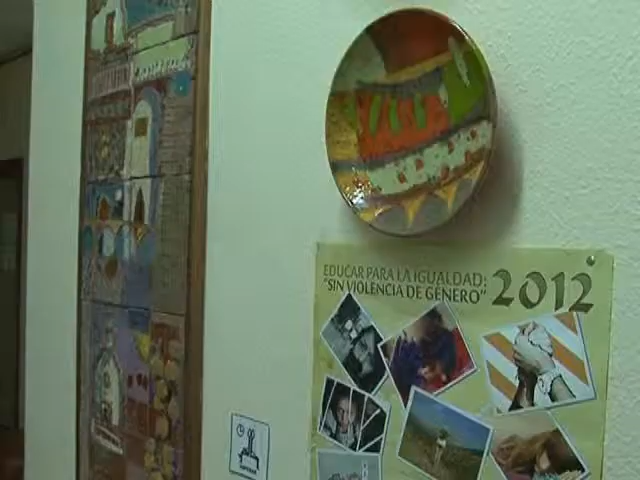 EDUCAR PARA LA IGUALDAD:
"SIN VIOLENCIA DE GÉNERO"
2012